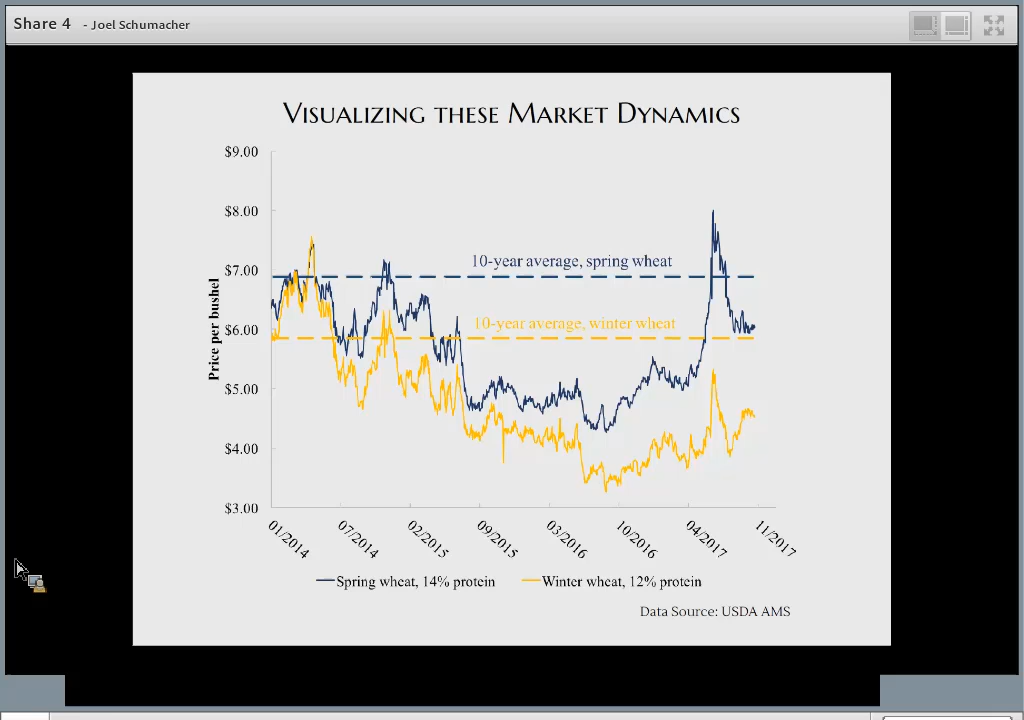 Share 4 - Joel Schumacher
Visualizing these Market Dynamics
$9.00
$8.00
$7.00
$6.00
$5.00
$4.00
$3.00
Price per bushel
10-year average, spring wheat
10-year average, winter wheat
01/2014
07/2014
02/2015
09/2015
03/2016
10/2016
04/2017
11/2017
Spring wheat, 14% protein
Winter wheat, 12% protein
Data Source: USDA AMS